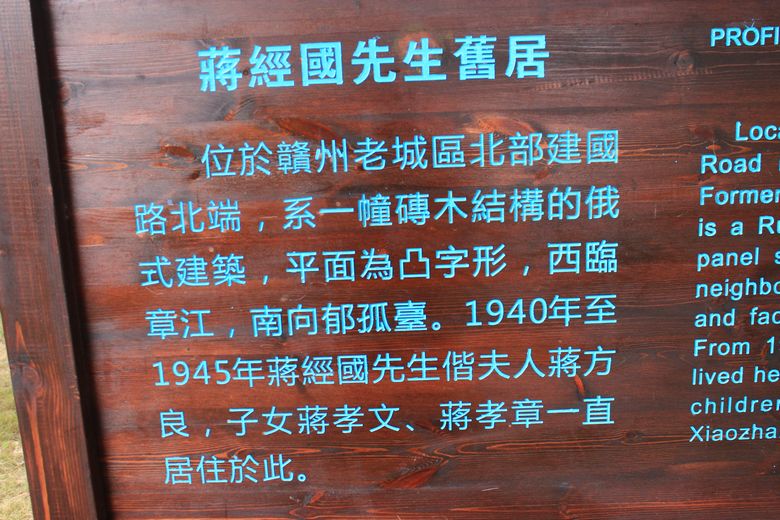 蔣經國先生舊居
位於贛州老城區北部建國
路北端，系一幢磚木結構的俄
式建築，平面為凸字形，西臨
章江，南向郁孤臺。1940年至
1945年蔣經國先生偕夫人蔣方
良，子女蔣孝文、蔣孝章一直
居住於此。
PROFI
Loca
Road
Former
is a Ru
panel s
neighbo
and fac
From 19
lived he
children
Xiaozha